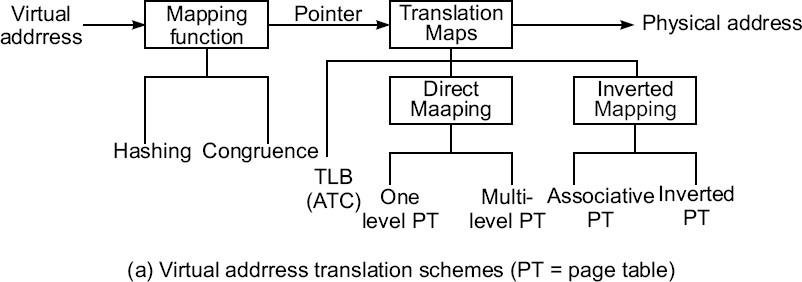 Virtual
addrress
Mapping
function
Pointer
Translation
Maps
Physical address
Direct
Maaping
Inverted
Mapping
Hashing
Congruence
TLB
(ATC)
One
level PT
Multi-
level PT
Associative
PT
Inverted
PT
(a) Virtual addrress translation schemes (PT = page table)